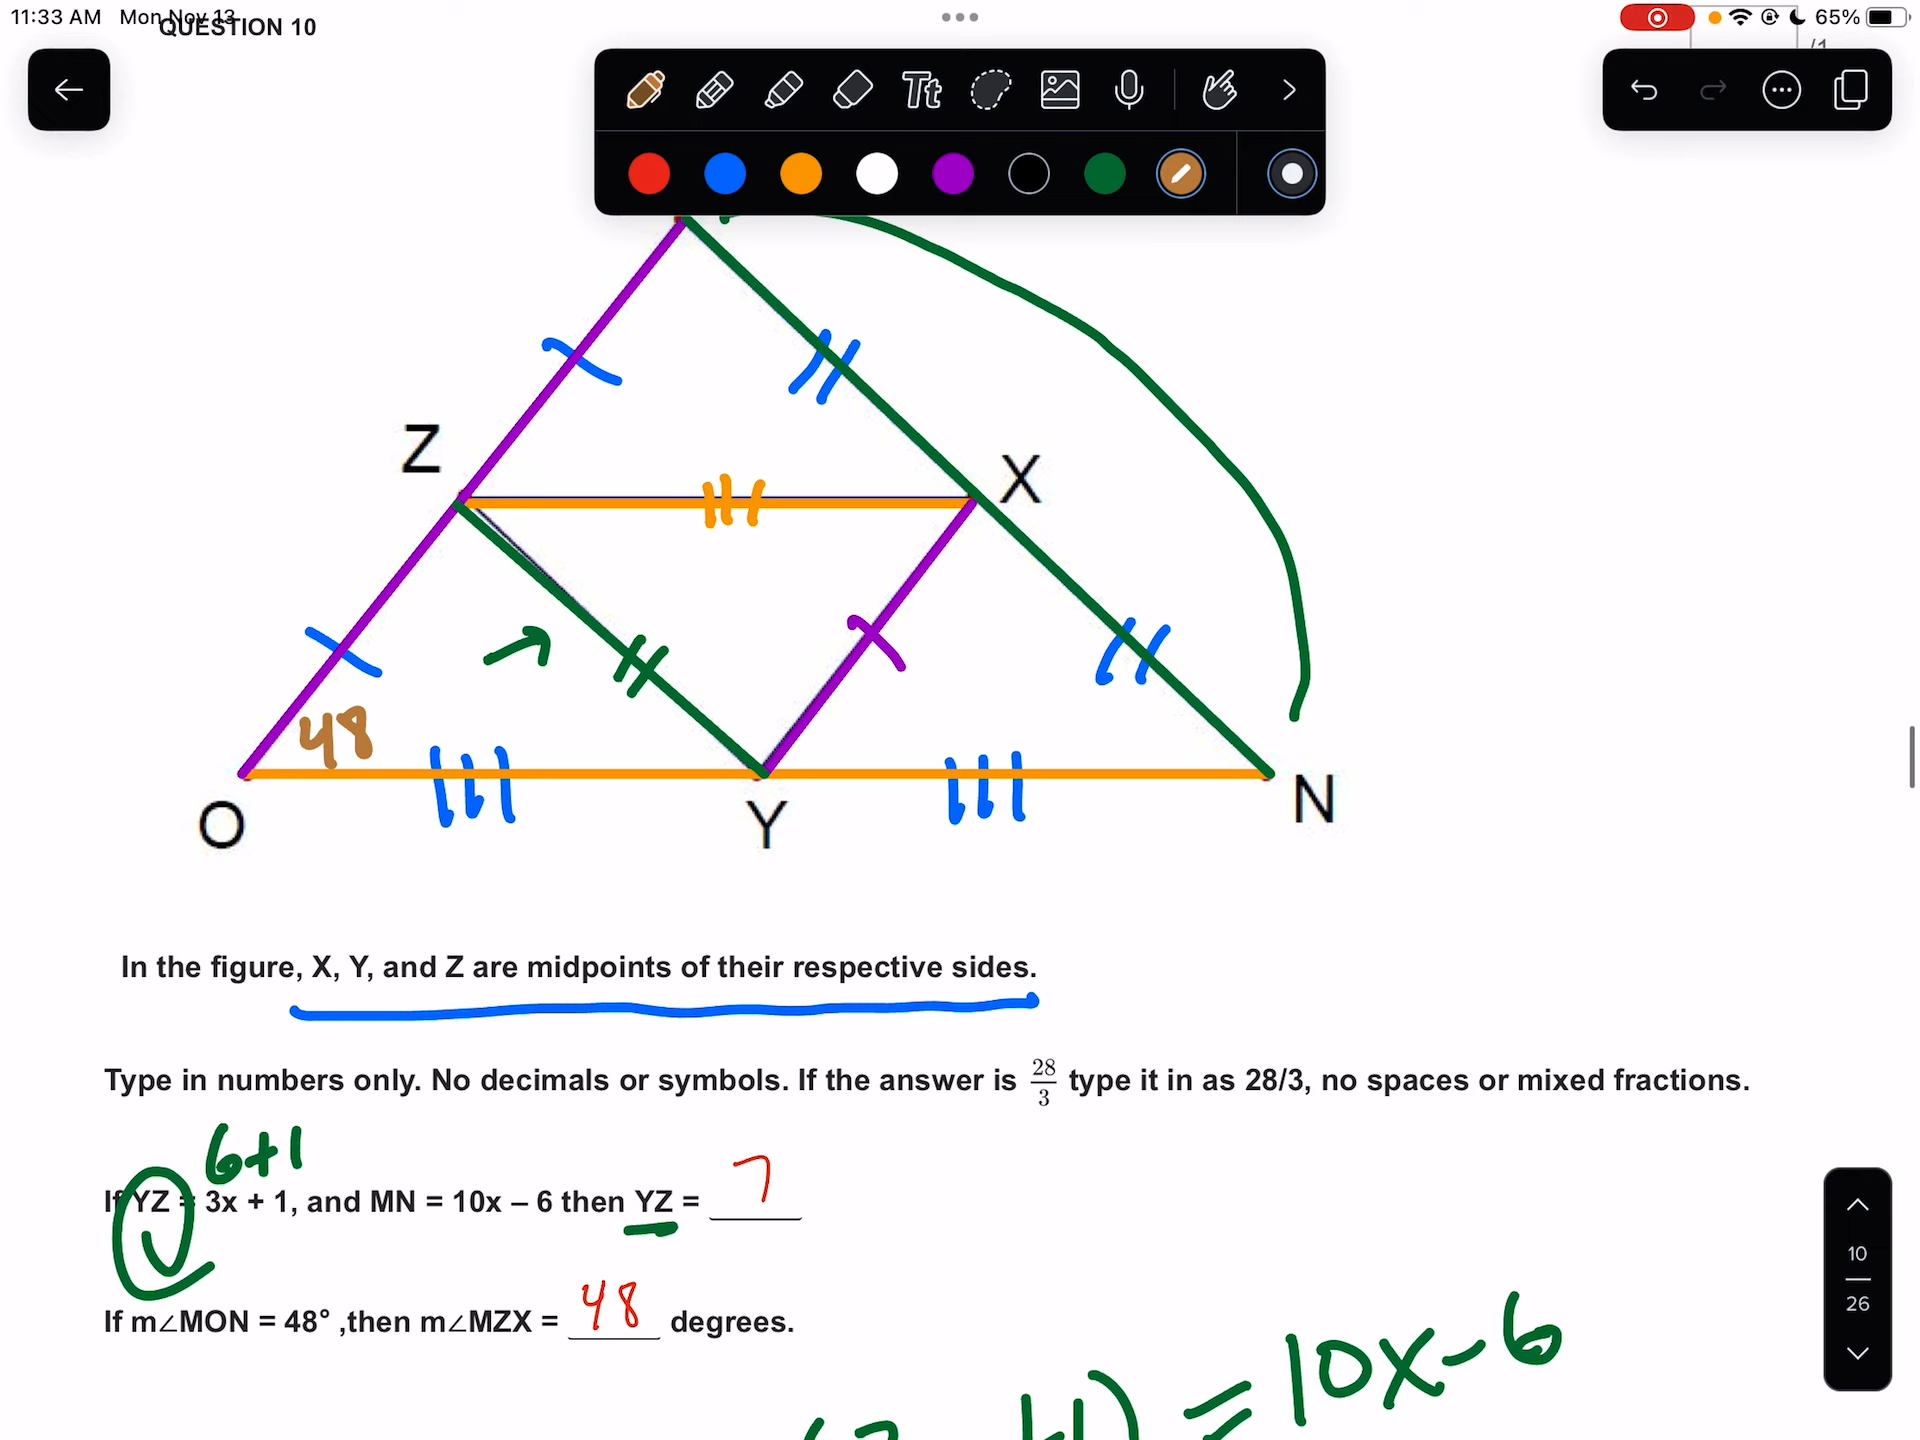 11:33 AM Mon Nov 13
65%
QUESTION 10
/1
Tt
Z
X
48
O
Y
N
In the figure, X, Y, and Z are midpoints of their respective sides.
Type in numbers only. No decimals or symbols. If the answer is 28/3 type it in as 28/3, no spaces or mixed fractions.
6+1
If YZ = 3x + 1, and MN = 10x – 6 then YZ = 7
If m∠MON = 48° ,then m∠MZX = 48 degrees.
= 10x-6
10
26